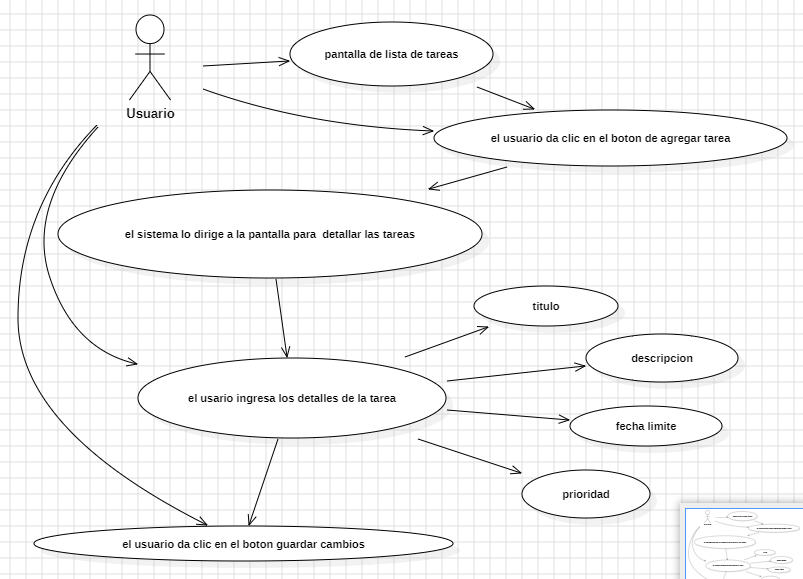 Usuario
pantalla de lista de tareas
el usuario da clic en el boton de agregar tarea
el sistema lo dirige a la pantalla para  detallar las tareas
titulo
descripcion
el usario ingresa los detalles de la tarea
fecha limite
prioridad
el usuario da clic en el boton guardar cambios